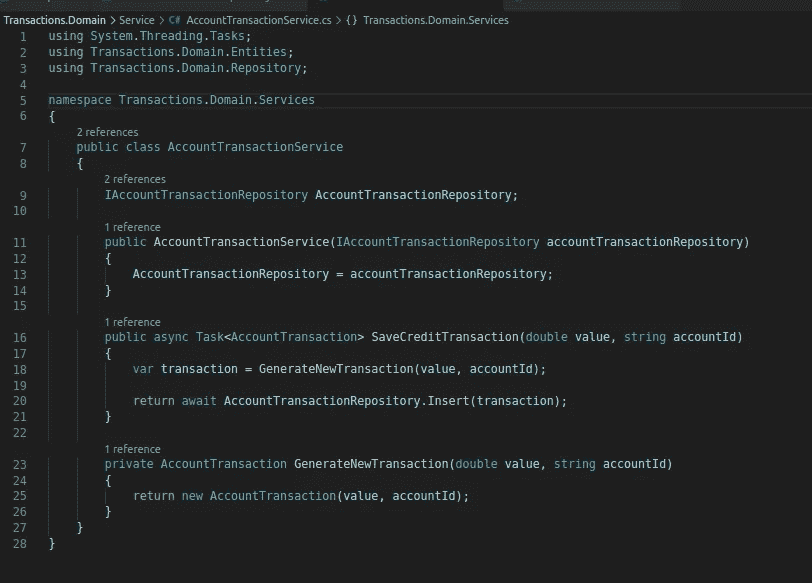 Transactions.Domain > Service > C# AccountTransactionService.cs > {} Transactions.Domain.Services
1 using System.Threading.Tasks;
2 using Transactions.Domain.Entities;
3 using Transactions.Domain.Repository;
4
5 namespace Transactions.Domain.Services
6 {
2 references
7 public class AccountTransactionService
8 {
2 references
9 IAccountTransactionRepository AccountTransactionRepository;
10
1 reference
11 public AccountTransactionService(IAccountTransactionRepository accountTransactionRepository)
12 {
13 AccountTransactionRepository = accountTransactionRepository;
14 }
15
1 reference
16 public async Task<AccountTransaction> SaveCreditTransaction(double value, string accountId)
17 {
18 var transaction = GenerateNewTransaction(value, accountId);
19
20 return await AccountTransactionRepository.Insert(transaction);
21 }
22
1 reference
23 private AccountTransaction GenerateNewTransaction(double value, string accountId)
24 {
25 return new AccountTransaction(value, accountId);
26 }
27 }
28 }